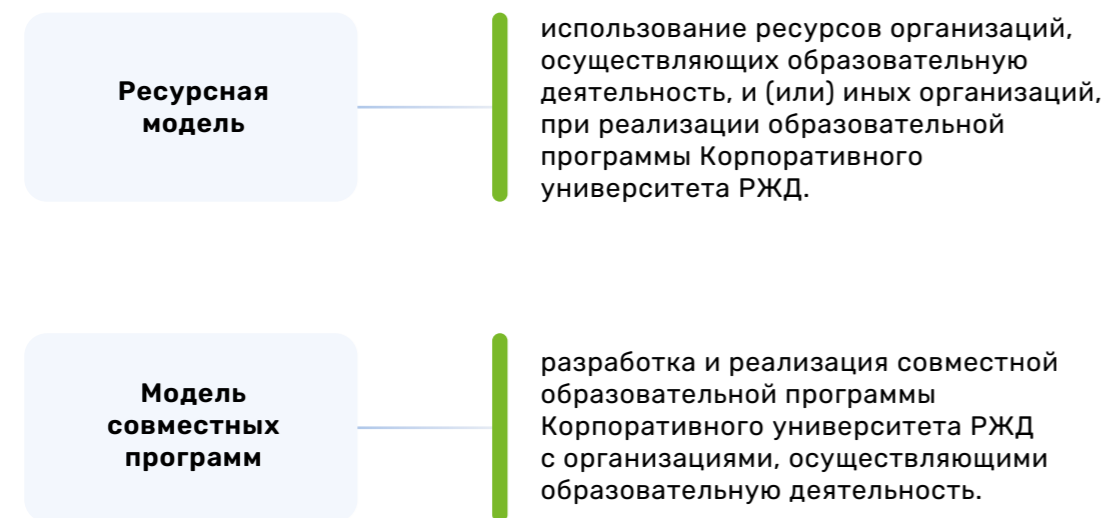 Ресурсная
модель
использование ресурсов организаций,
осуществляющих образовательную
деятельность, и (или) иных организаций,
при реализации образовательной
программы Корпоративного
университета РЖД.
Модель
совместных
программ
разработка и реализация совместной
образовательной программы
Корпоративного университета РЖД
с организациями, осуществляющими
образовательную деятельность.